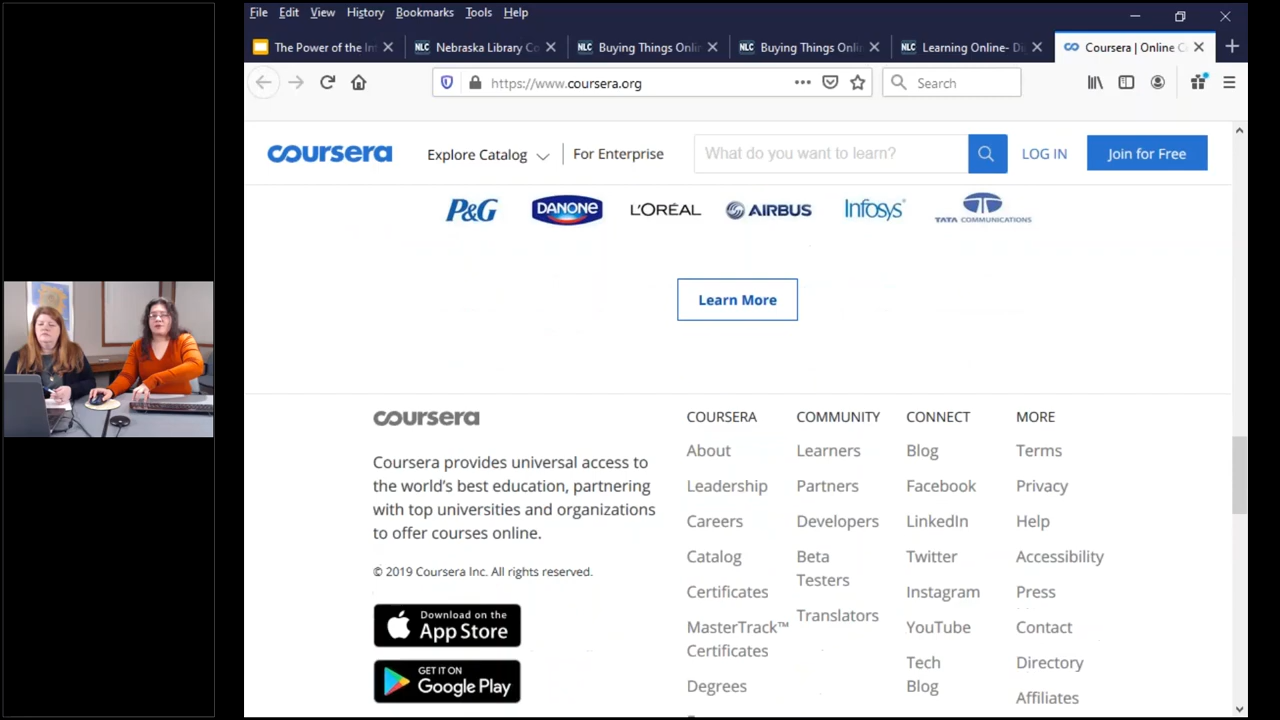 File Edit View History Bookmarks Tools Help
The Power of the In
NLC Nebraska Library Co
NLC Buying Things Onli
NLC Buying Things Onli
NLC Learning Online- D
Coursera | Online C
https://www.coursera.org
Search
coursera
Explore Catalog
For Enterprise
What do you want to learn?
LOG IN
Join for Free
P&G DANONE L'ORÉAL AIRBUS Infosys TATA COMMUNICATIONS
Learn More
coursera
Coursera provides universal access to
the world's best education, partnering
with top universities and organizations
to offer courses online.
© 2019 Coursera Inc. All rights reserved.
Download on the
App Store
GET IT ON
Google Play
COURSERA
About
Leadership
Careers
Catalog
Certificates
MasterTrack™
Certificates
Degrees
COMMUNITY
Learners
Partners
Developers
Beta
Testers
Translators
CONNECT
Blog
Facebook
LinkedIn
Twitter
Instagram
YouTube
Tech
Blog
MORE
Terms
Privacy
Help
Accessibility
Press
Contact
Directory
Affiliates